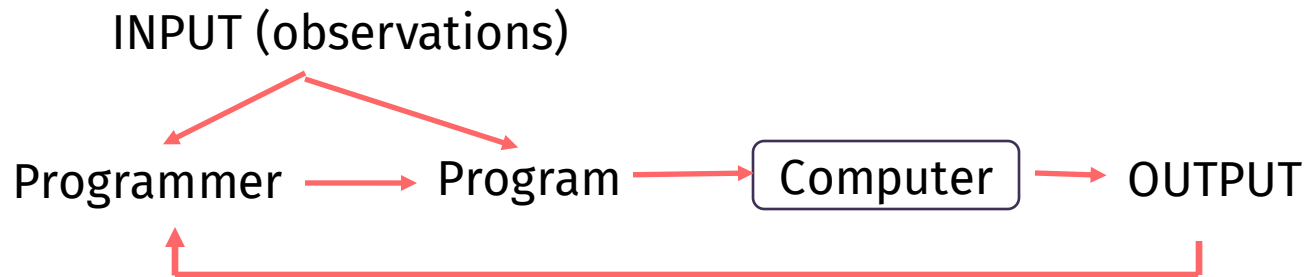 INPUT (observations)
Programmer
Program
Computer
OUTPUT